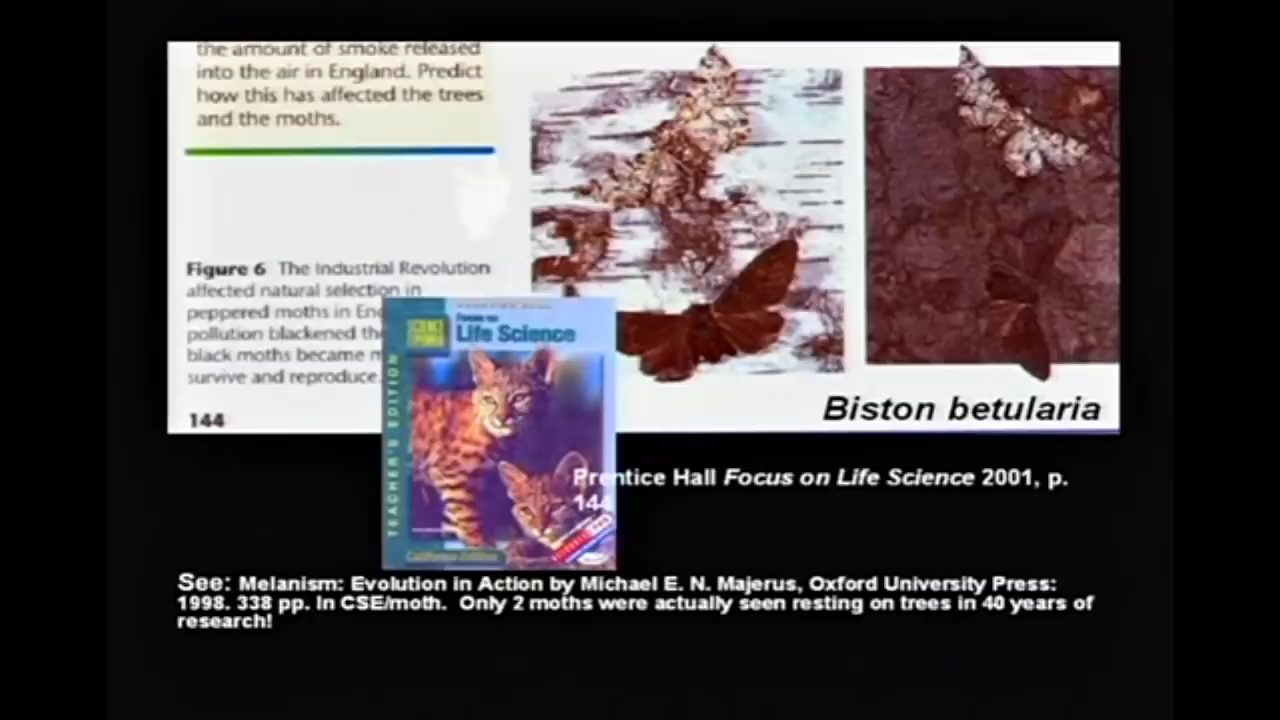 the amount of smoke released
into the air in England. Predict
how this has affected the trees
and the moths.
Figure 6 The Industrial Revolution
affected natural selection in
peppered moths in En
pollution blackened the
black moths became m
survive and reproduce.
144
Biston betularia
Focus on
Life Science
TEACHER'S EDITION
California Edition
Prentice Hall Focus on Life Science 2001, p.
144
See: Melanism: Evolution in Action by Michael E. N. Majerus, Oxford University Press:
1998. 338 pp. In CSE/moth. Only 2 moths were actually seen resting on trees in 40 years of
research!